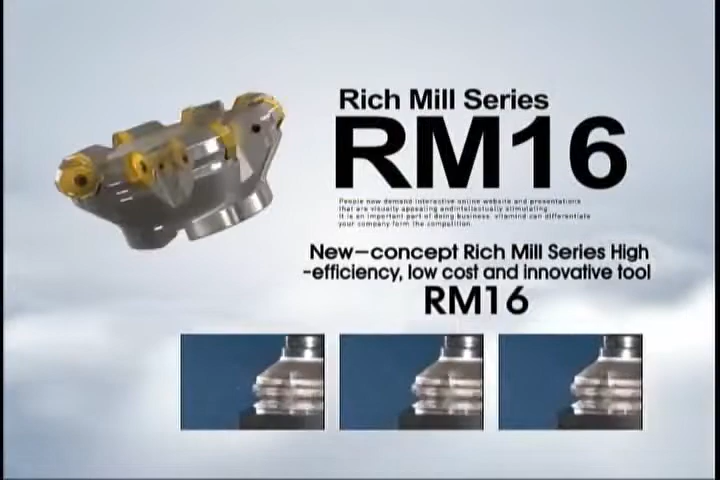 Rich Mill Series
RM16
People now demand interactive online website and presentations
that are visually appealing andintellectually stimulating.
It is an important part of doing business. vitamind can differentiate
your company form the compatition.
New-concept Rich Mill Series High
-efficiency, low cost and innovative tool
RM16